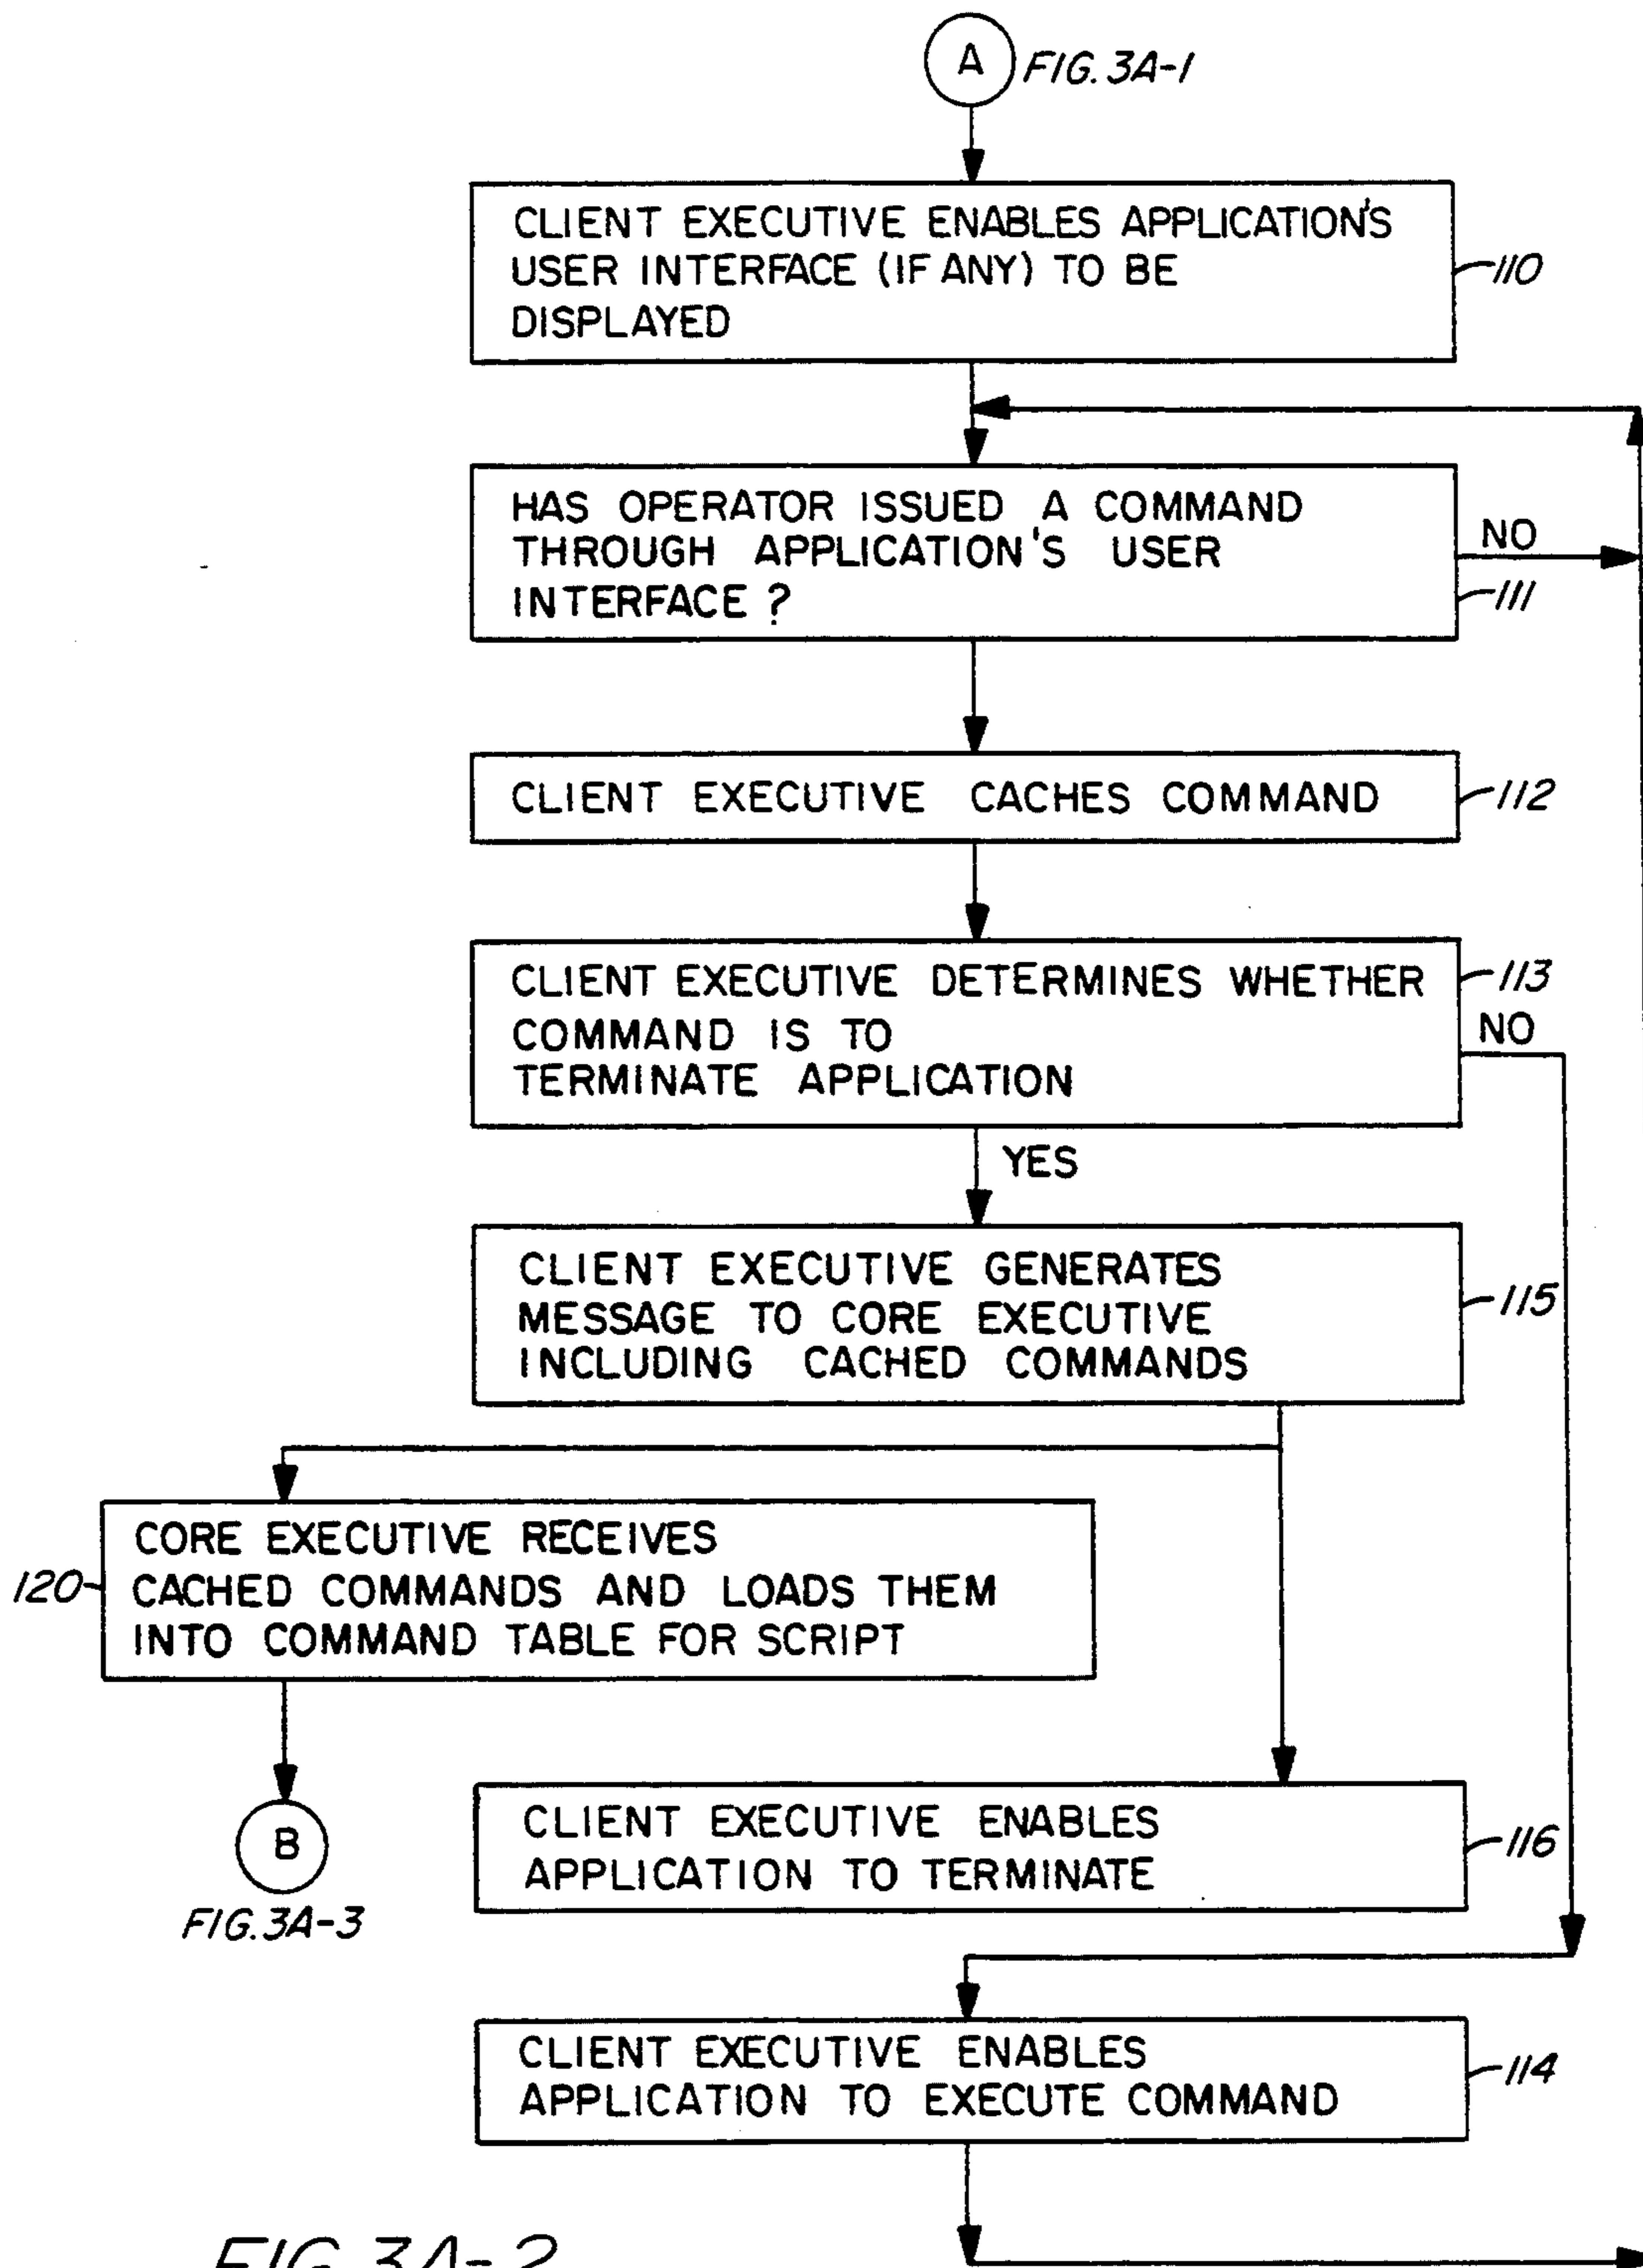 A FIG. 3A-1
CLIENT EXECUTIVE ENABLES APPLICATION'S
USER INTERFACE (IF ANY) TO BE
DISPLAYED
110
HAS OPERATOR ISSUED A COMMAND
THROUGH APPLICATION'S USER
INTERFACE ?
NO
111
CLIENT EXECUTIVE CACHES COMMAND
112
CLIENT EXECUTIVE DETERMINES WHETHER
COMMAND IS TO
TERMINATE APPLICATION
113
NO
YES
CLIENT EXECUTIVE GENERATES
MESSAGE TO CORE EXECUTIVE
INCLUDING CACHED COMMANDS
115
CORE EXECUTIVE RECEIVES
CACHED COMMANDS AND LOADS THEM
INTO COMMAND TABLE FOR SCRIPT
120
B
FIG. 3A-3
CLIENT EXECUTIVE ENABLES
APPLICATION TO TERMINATE
116
CLIENT EXECUTIVE ENABLES
APPLICATION TO EXECUTE COMMAND
114
FIG. 3A-2